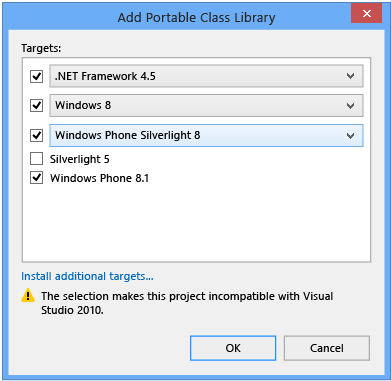 Add Portable Class Library
Targets:
.NET Framework 4.5
Windows 8
Windows Phone Silverlight 8
Silverlight 5
Windows Phone 8.1
Install additional targets...
The selection makes this project incompatible with Visual
Studio 2010.
OK
Cancel